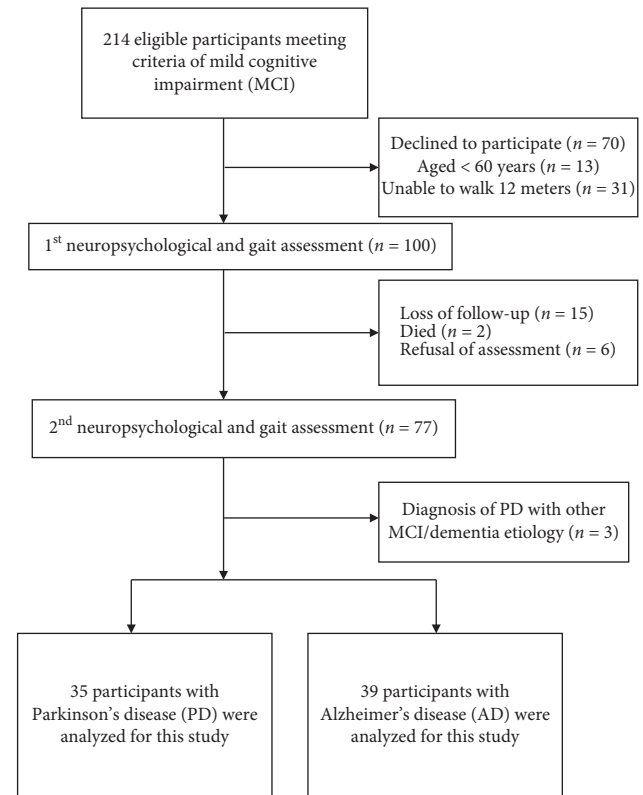 214 eligible participants meeting
criteria of mild cognitive
impairment (MCI)
Declined to participate (n = 70)
Aged < 60 years (n = 13)
Unable to walk 12 meters (n = 31)
1st neuropsychological and gait assessment (n = 100)
Loss of follow-up (n = 15)
Died (n = 2)
Refusal of assessment (n = 6)
2nd neuropsychological and gait assessment (n = 77)
Diagnosis of PD with other
MCI/dementia etiology (n = 3)
35 participants with
Parkinson's disease (PD) were
analyzed for this study
39 participants with
Alzheimer's disease (AD) were
analyzed for this study